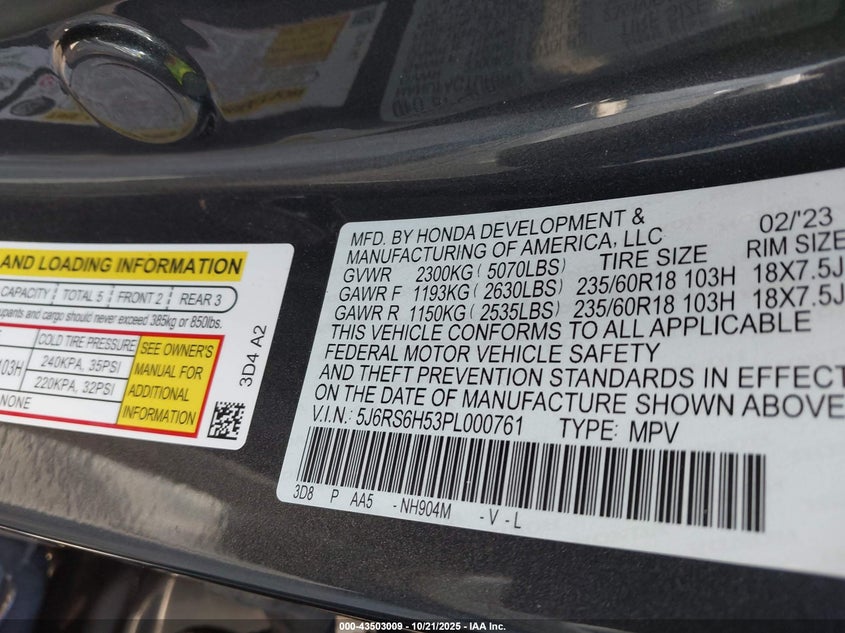 AND LOADING INFORMATION
CAPACITY TOTAL 5 FRONT 2 REAR 3
upants and cargo should never exceed 385kg or 850lbs.
COLD TIRE PRESSURE
103H 240KPA, 35PSI
220KPA, 32PSI
NONE
SEE OWNER'S
MANUAL FOR
ADDITIONAL
INFORMATION
3D4 A2
MFD. BY HONDA DEVELOPMENT & 02/'23
MANUFACTURING OF AMERICA, LLC
GVWR 2300KG ( 5070LBS) TIRE SIZE RIM SIZE
GAWR F 1193KG ( 2630LBS) 235/60R18 103H 18X7.5J
GAWR R 1150KG ( 2535LBS) 235/60R18 103H 18X7.5J
THIS VEHICLE CONFORMS TO ALL APPLICABLE
FEDERAL MOTOR VEHICLE SAFETY
AND THEFT PREVENTION STANDARDS IN EFFECT
ON THE DATE OF MANUFACTURE SHOWN ABOVE
V.I.N.: 5J6RS6H53PL000761 TYPE: MPV
3D8 P AA5 -NH904M -V-L
000-43503009 - 10/21/2025 - IAA Inc.